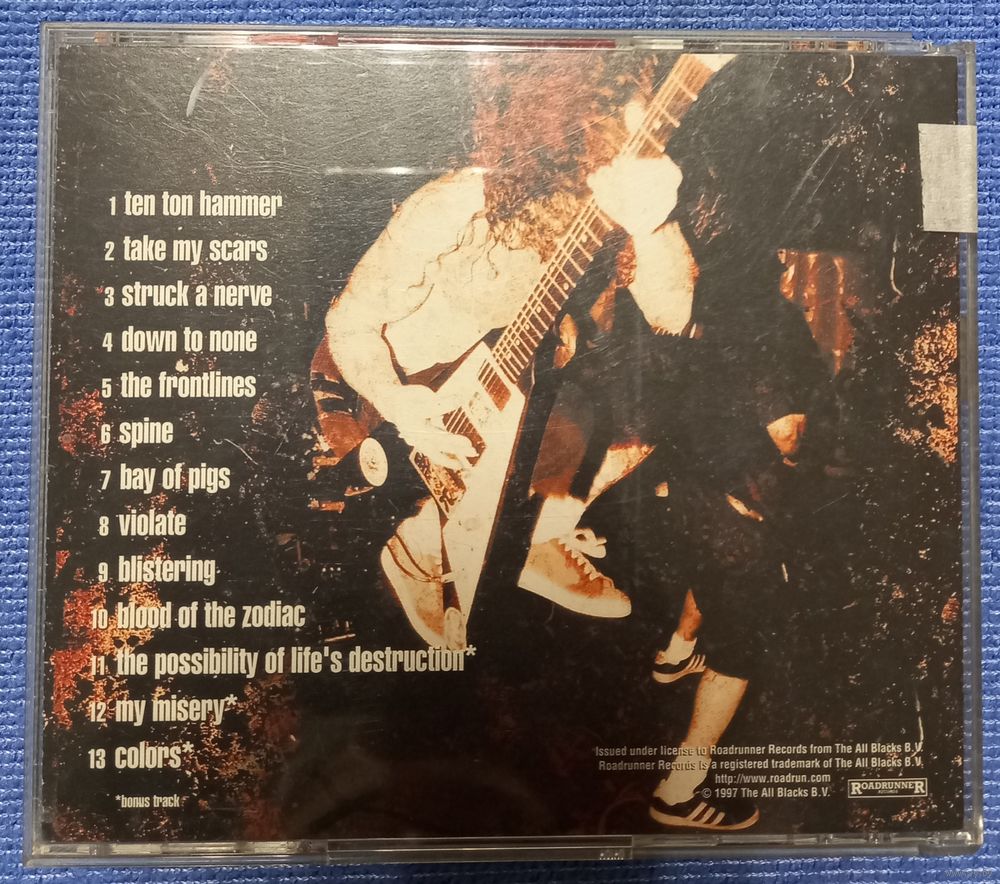 1 ten ton hammer
2 take my scars
3 struck a nerve
4 down to none
5 the frontlines
6 spine
7 bay of pigs
8 violate
9 blistering
10 blood of the zodiac
11 the possibility of life's destruction*
12 my misery*
13 colors*
*bonus track
Issued under license to Roadrunner Records from The All Blacks B.V.
Roadrunner Records is a registered trademark of The All Blacks B.V.
http://www.roadrun.com
© 1997 The All Blacks B.V.
ROADRUNNER
RECORDS